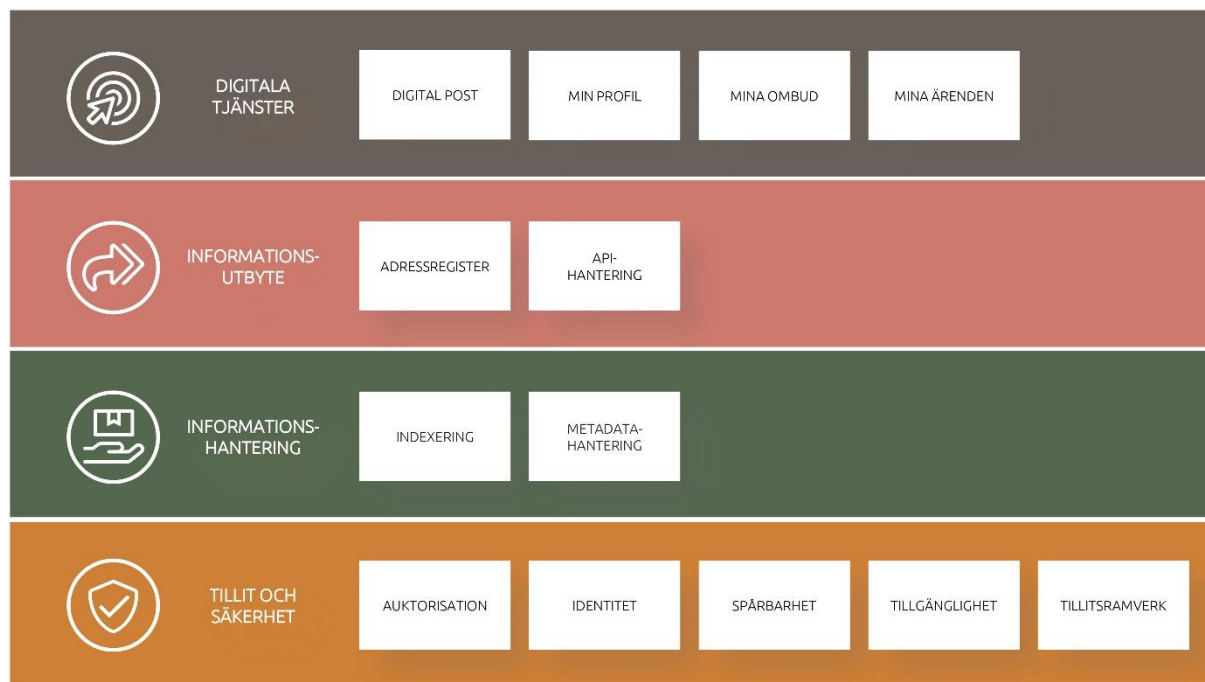 DIGITALA
TJÄNSTER
DIGITAL POST
MIN PROFIL
MINA OMBUD
MINA ÄRENDEN
INFORMATIONS-
UTBYTE
ADRESSREGISTER
API-
HANTERING
INFORMATIONS-
HANTERING
INDEXERING
METADATA-
HANTERING
TILLIT OCH
SÄKERHET
AUKTORISATION
IDENTITET
SPÅRBARHET
TILLGÄNGLIGHET
TILLITSRAMVERK